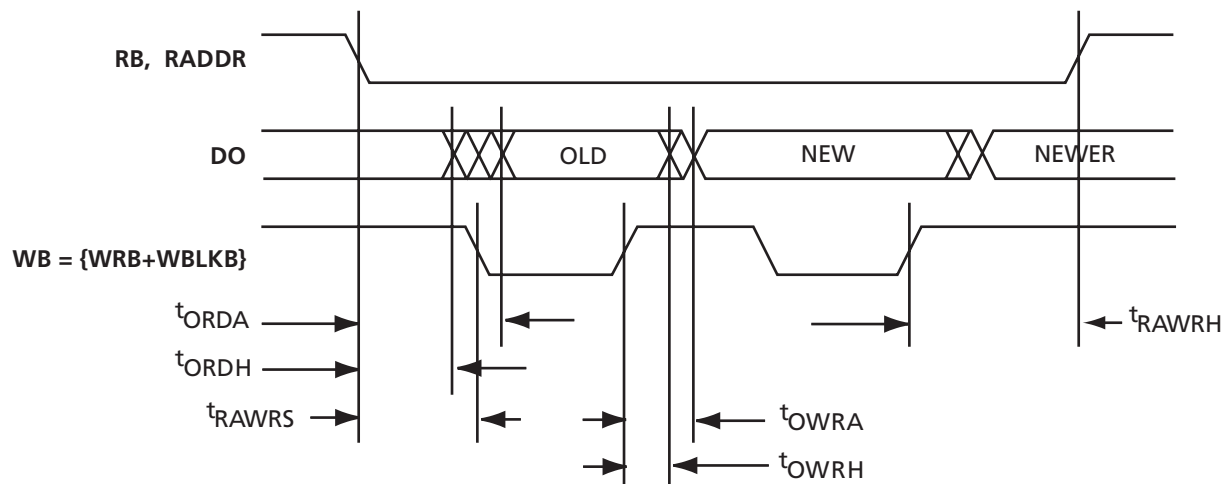 RB, RADDR
DO
OLD
NEW
NEWER
WB = {WRB+WBLKB}
tORDA
tRAWRH
tORDH
tRAWRS
tOWRA
tOWRH